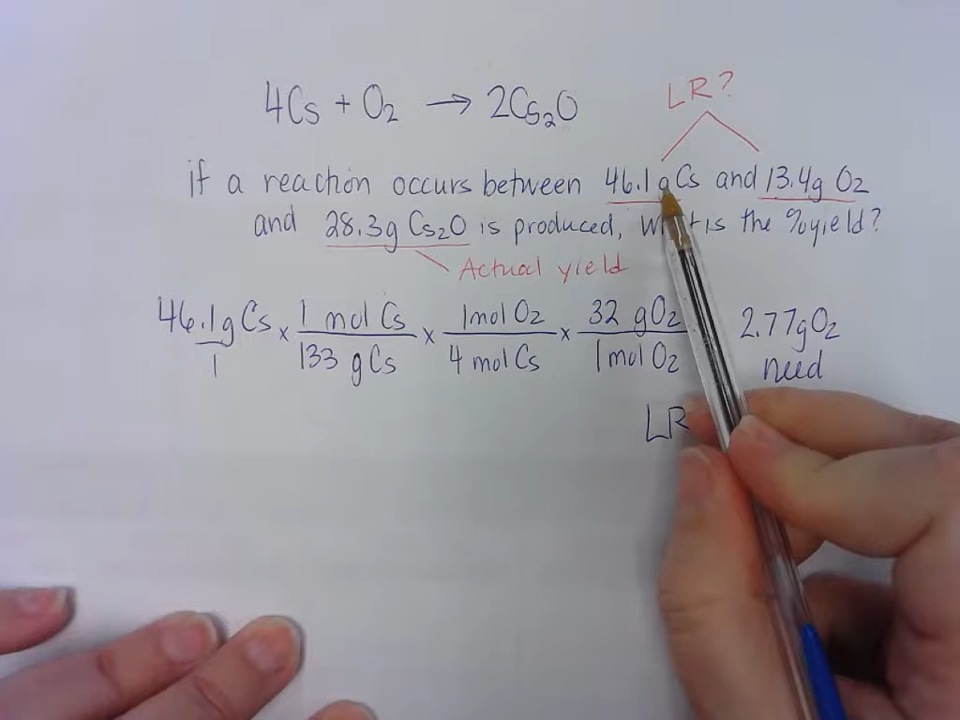 LR?
4Cs + O₂ → 2Cs₂O
if a reaction occurs between 46.1g Cs and 13.4g O₂
and 28.3g Cs₂O is produced, is the % yield?
Actual yield
46.1g Cs/1 × 1 mol Cs/133 g Cs × 1mol O₂/4 mol Cs × 32 gO₂/1mol O₂ 2.77gO₂
need
LR